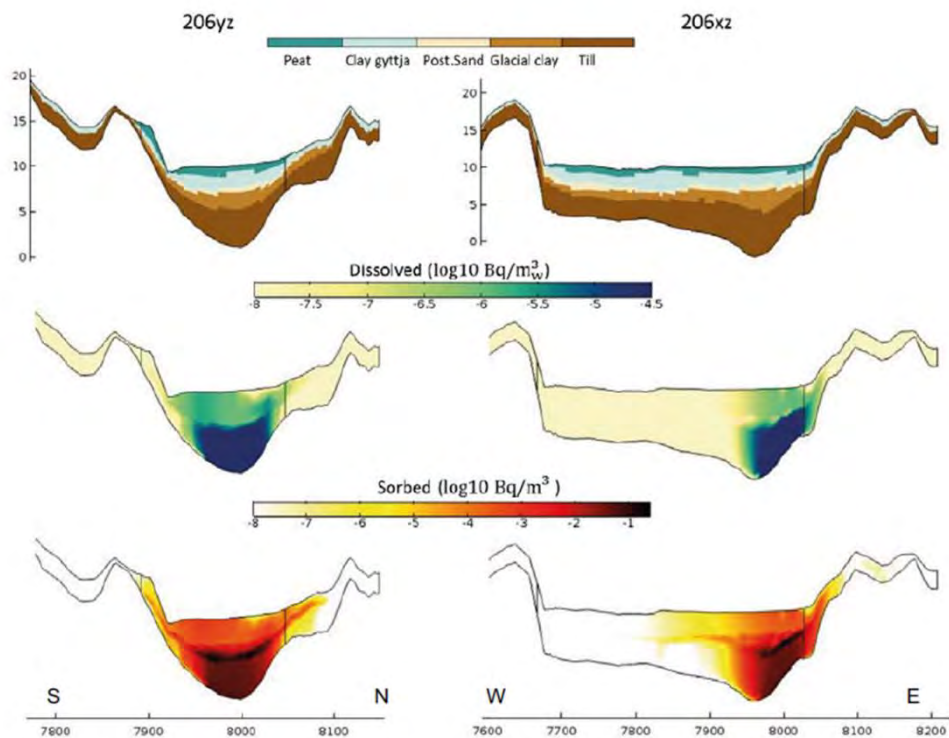 206yz 206xz
Peat Clay gyttja Post.Sand Glacial clay Till
20
15
10
5
0
20
15
10
5
0
Dissolved (log10 Bq/m³w)
-8 -7.5 -7 -6.5 -6 -5.5 -5 -4.5
Sorbed (log10 Bq/m³ )
-8 -7 -6 -5 -4 -3 -2 -1
S N W E
7800 7900 8000 8100 7600 7700 7800 7900 8000 8100 8200